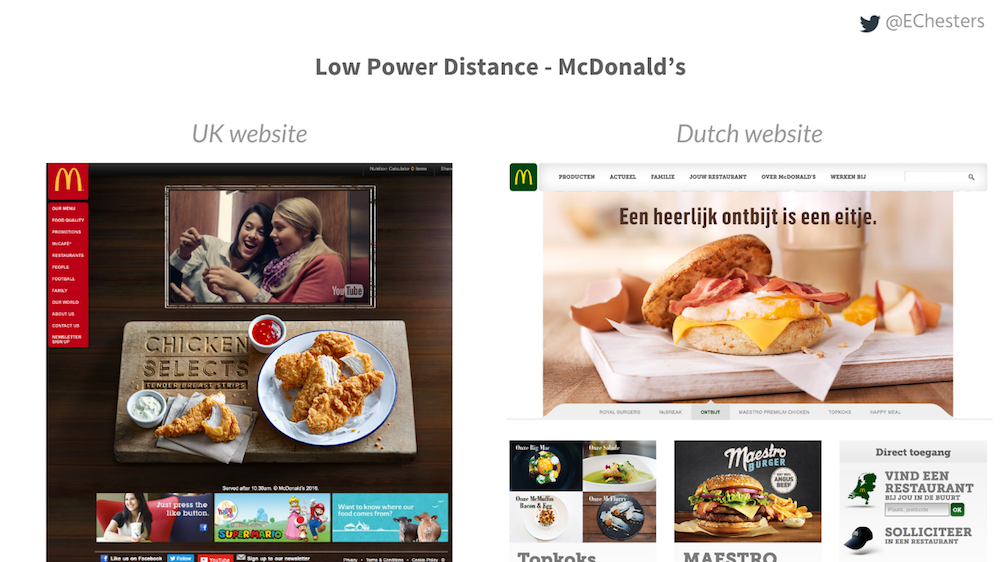 @EChesters
Low Power Distance - McDonald's
UK website
Dutch website
Nutrition Calculator 0 items
Share
OUR MENU
FOOD QUALITY
PROMOTIONS
McCAFÉ®
RESTAURANTS
PEOPLE
FOOTBALL
FAMILY
OUR WORLD
ABOUT US
CONTACT US
NEWSLETTER
SIGN UP
YouTube
CHICKEN
SELECTS
TENDER BREAST STRIPS
Served after 10.30am. © McDonald's 2016.
Just press the
like button.
SUPER MARIO
Want to know where our
food comes from?
Like us on Facebook
Follow
YouTube
Sign up to our newsletter
Privacy • Terms & Conditions • Cookie Policy
PRODUCTEN ACTUEEL FAMILIE JOUW RESTAURANT OVER McDONALD'S WERKEN BIJ
Een heerlijk ontbijt is een eitje.
ROYAL BURGERS McBREAK ONTBIJT MAESTRO PREMIUM CHICKEN TOPKOKS HAPPY MEAL
Onze Big Mac
Onze Salade
Onze McMuffin
Bacon & Egg
Onze McFlurry
Topkoks
Maestro
BURGER
MET 100%
ANGUS
BEEF
MAESTRO
Direct toegang
VIND EEN
RESTAURANT
BIJ JOU IN DE BUURT
Plaats, postcode
OK
SOLLICITEER
IN EEN RESTAURANT